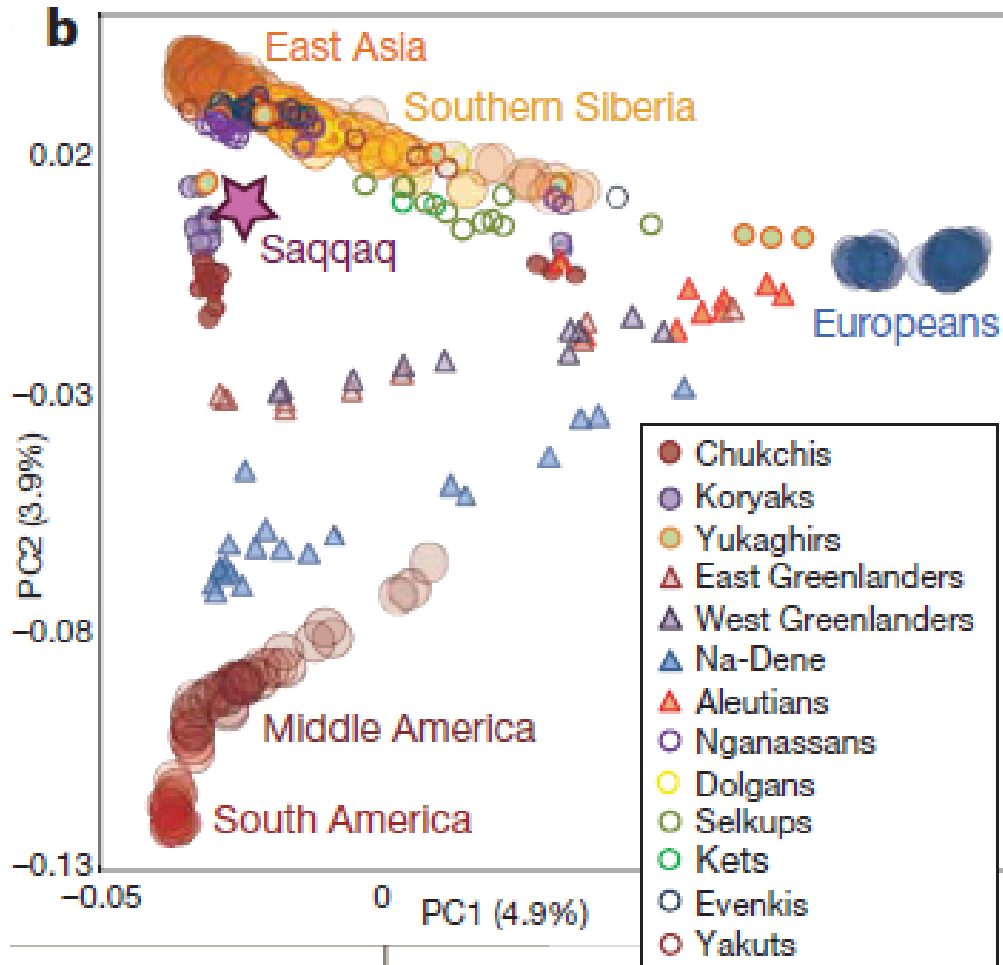 b
East Asia
Southern Siberia
0.02
Saqqaq
Europeans
−0.03
PC2 (3.9%)
Chukchis
Koryaks
Yukaghirs
East Greenlanders
West Greenlanders
−0.08
Na-Dene
Aleutians
Middle America
Nganassans
Dolgans
South America
Selkups
Kets
−0.13
−0.05
0
PC1 (4.9%)
Evenkis
Yakuts